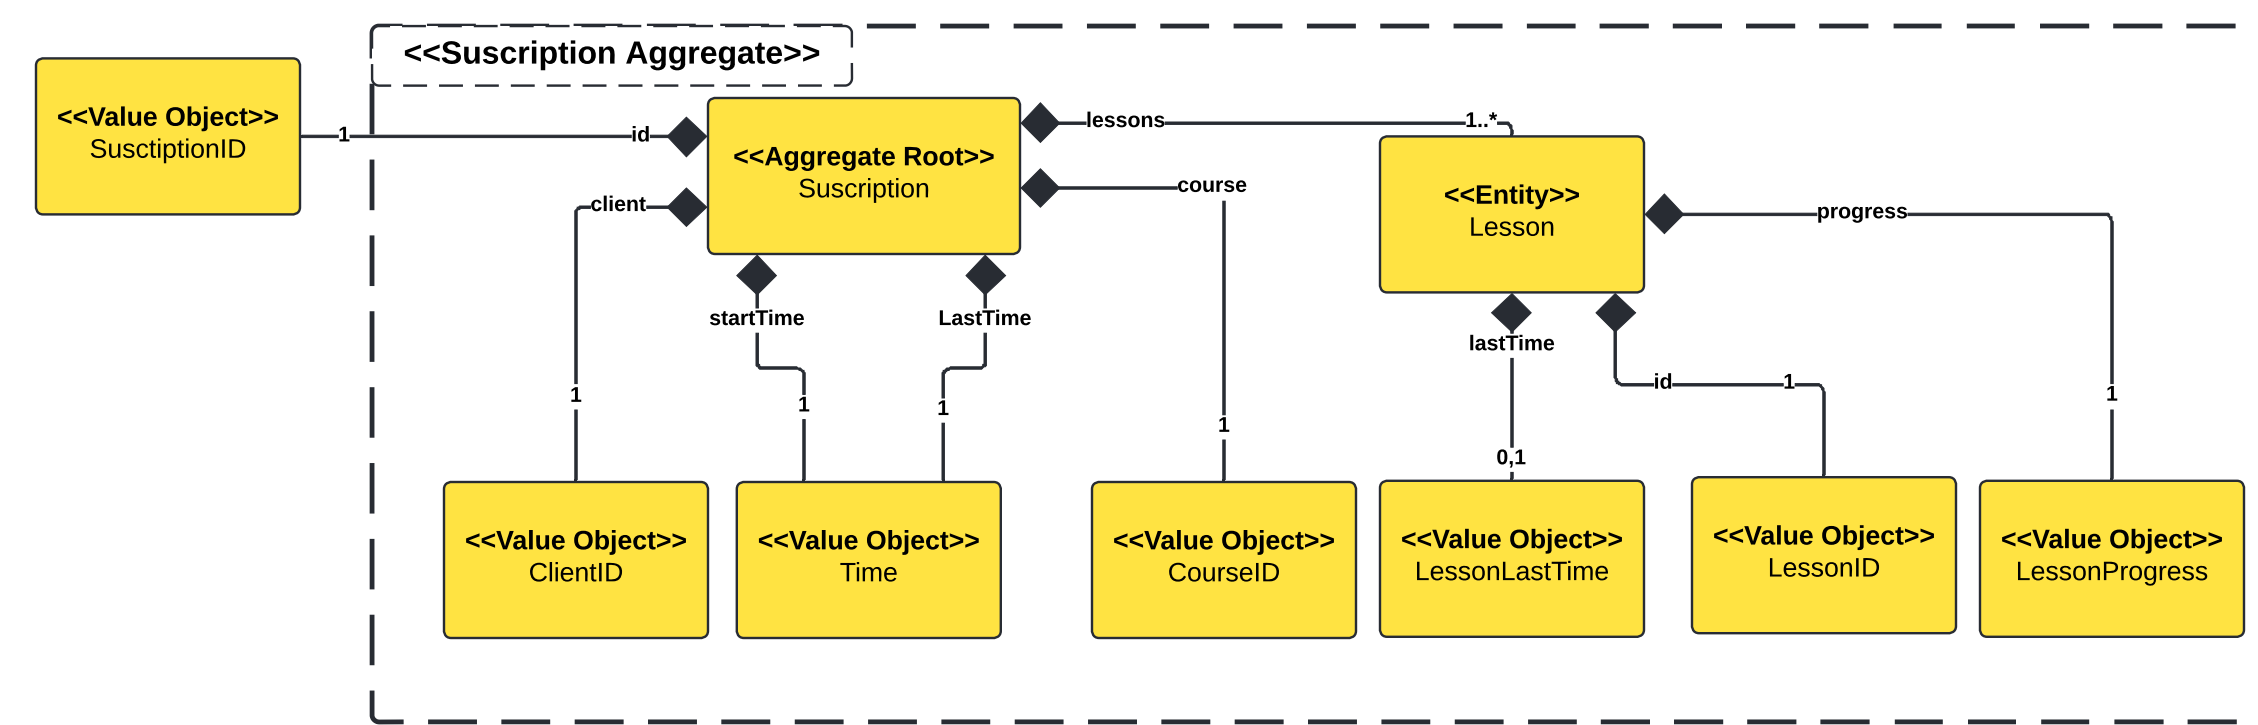 <<Suscription Aggregate>>
<<Value Object>>
SusctiptionID
1
id
<<Aggregate Root>>
Suscription
lessons
1..*
client
course
<<Entity>>
Lesson
progress
startTime
LastTime
lastTime
id
1
1
1
1
1
1
0,1
<<Value Object>>
ClientID
<<Value Object>>
Time
<<Value Object>>
CourseID
<<Value Object>>
LessonLastTime
<<Value Object>>
LessonID
<<Value Object>>
LessonProgress